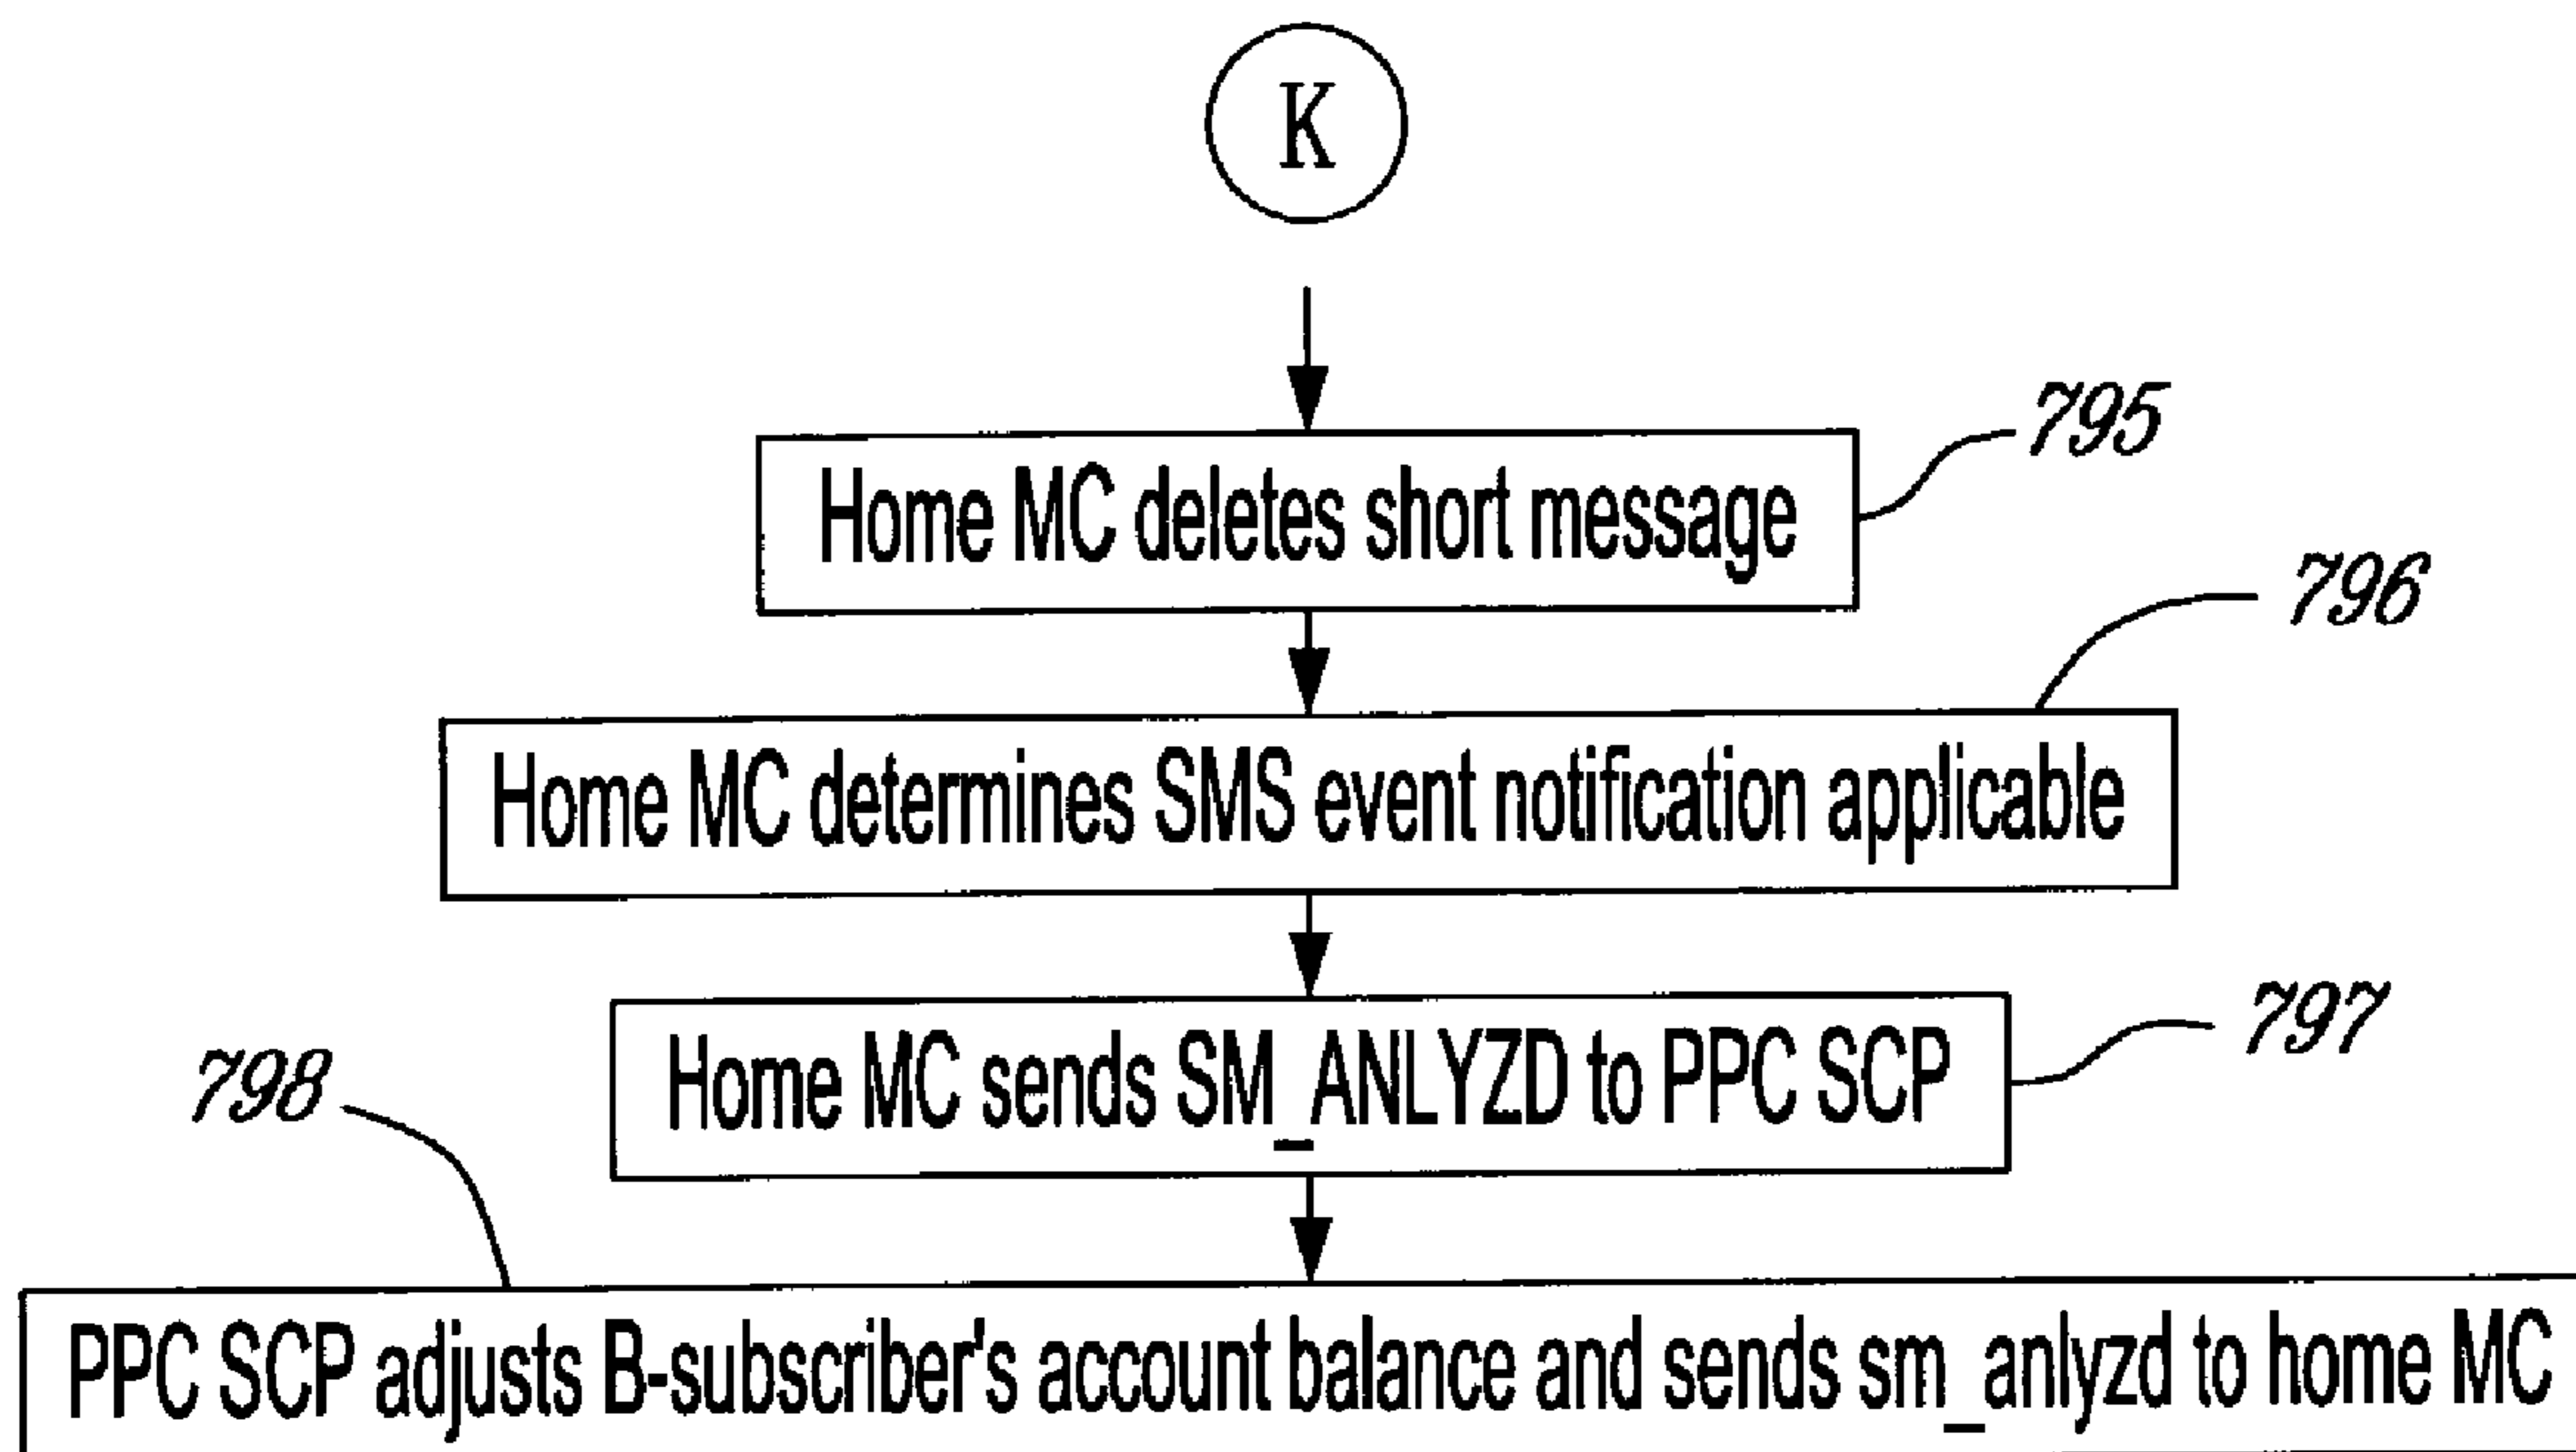 K
Home MC deletes short message
795
Home MC determines SMS event notification applicable
796
Home MC sends SM_ANLYZD to PPC SCP
797
798
PPC SCP adjusts B-subscriber's account balance and sends sm_anlyzd to home MC